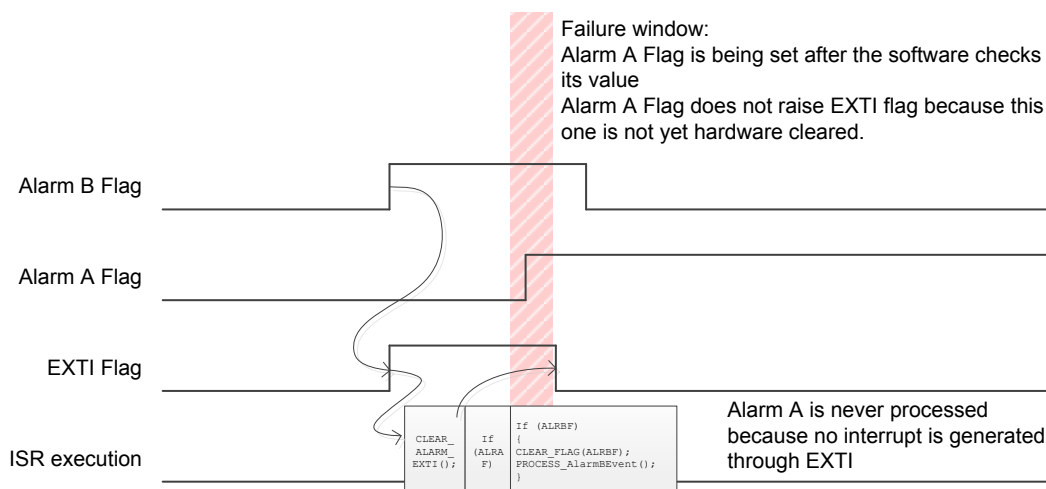 Failure window:
Alarm A Flag is being set after the software checks
its value
Alarm A Flag does not raise EXTI flag because this
one is not yet hardware cleared.
Alarm B Flag
Alarm A Flag
EXTI Flag
ISR execution
CLEAR_
ALARM_
EXTI();
If
(ALRA
F)
If (ALRBF)
{
CLEAR_FLAG(ALRBF);
PROCESS_AlarmBEvent();
}
Alarm A is never processed
because no interrupt is generated
through EXTI